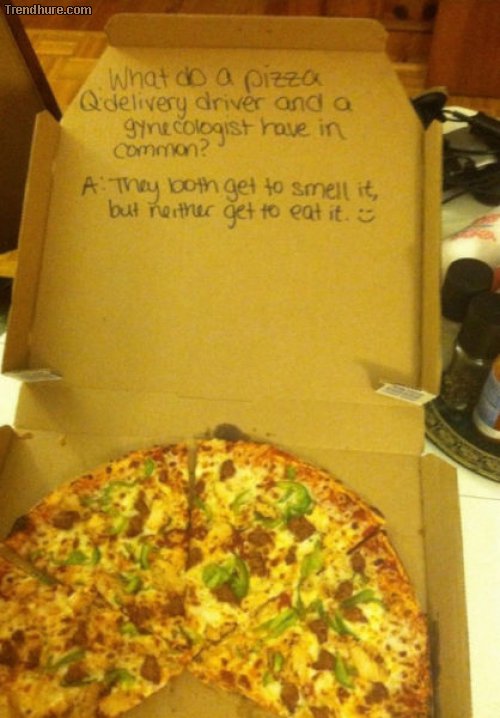 Trendhure.com
What do a pizza
Q: delivery driver and a
gynecologist have in
common?
A: They both get to smell it,
but neither get to eat it. :)